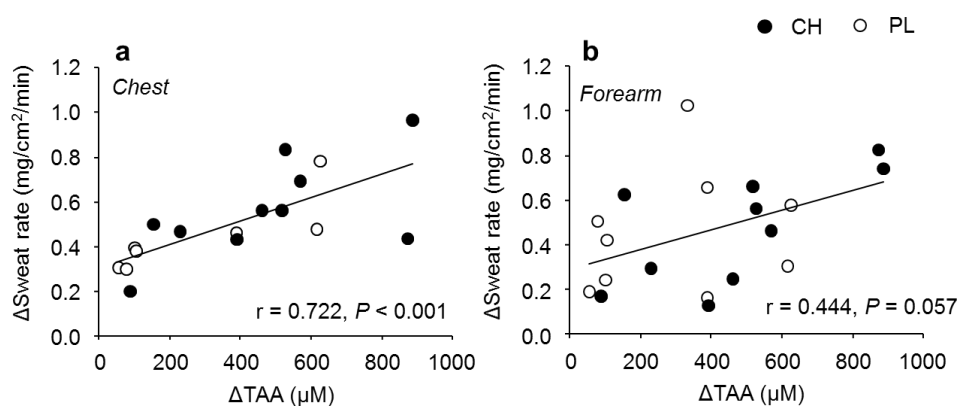 CH PL
a
Chest
ΔSweat rate (mg/cm²/min)
1.2
1.0
0.8
0.6
0.4
0.2
0.0
r = 0.722, P < 0.001
0 200 400 600 800 1000
ΔTAA (µM)
b
Forearm
ΔSweat rate (mg/cm²/min)
1.2
1.0
0.8
0.6
0.4
0.2
0.0
r = 0.444, P = 0.057
0 200 400 600 800 1000
ΔTAA (µM)